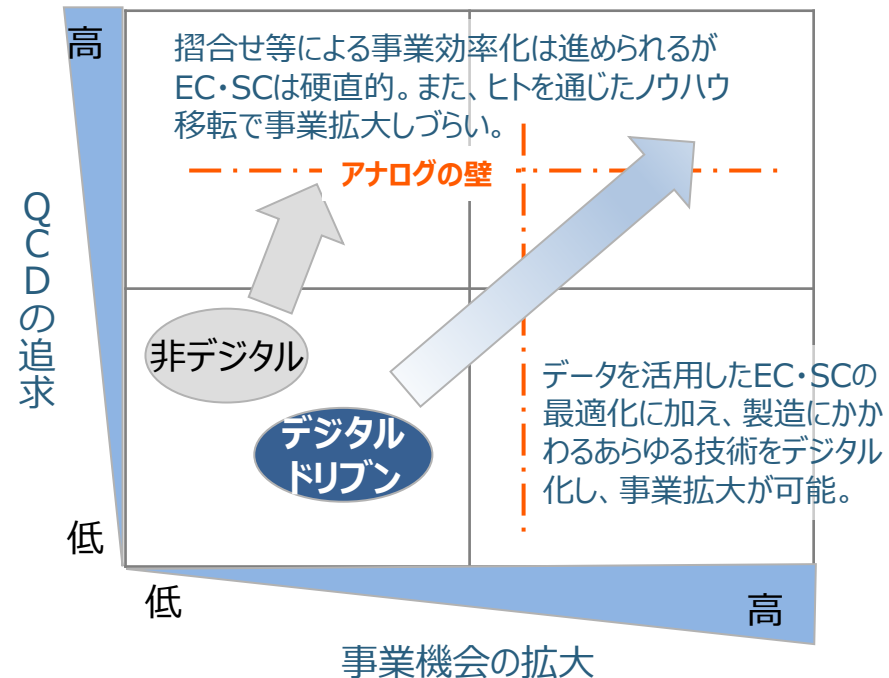 高
摺合せ等による事業効率化は進められるが
EC・SCは硬直的。また、ヒトを通じたノウハウ
移転で事業拡大しづらい。
アナログの壁
QCDの追求
非デジタル
デジタル
ドリブン
データを活用したEC・SCの
最適化に加え、製造にかか
わるあらゆる技術をデジタル
化し、事業拡大が可能。
低
低
高
事業機会の拡大